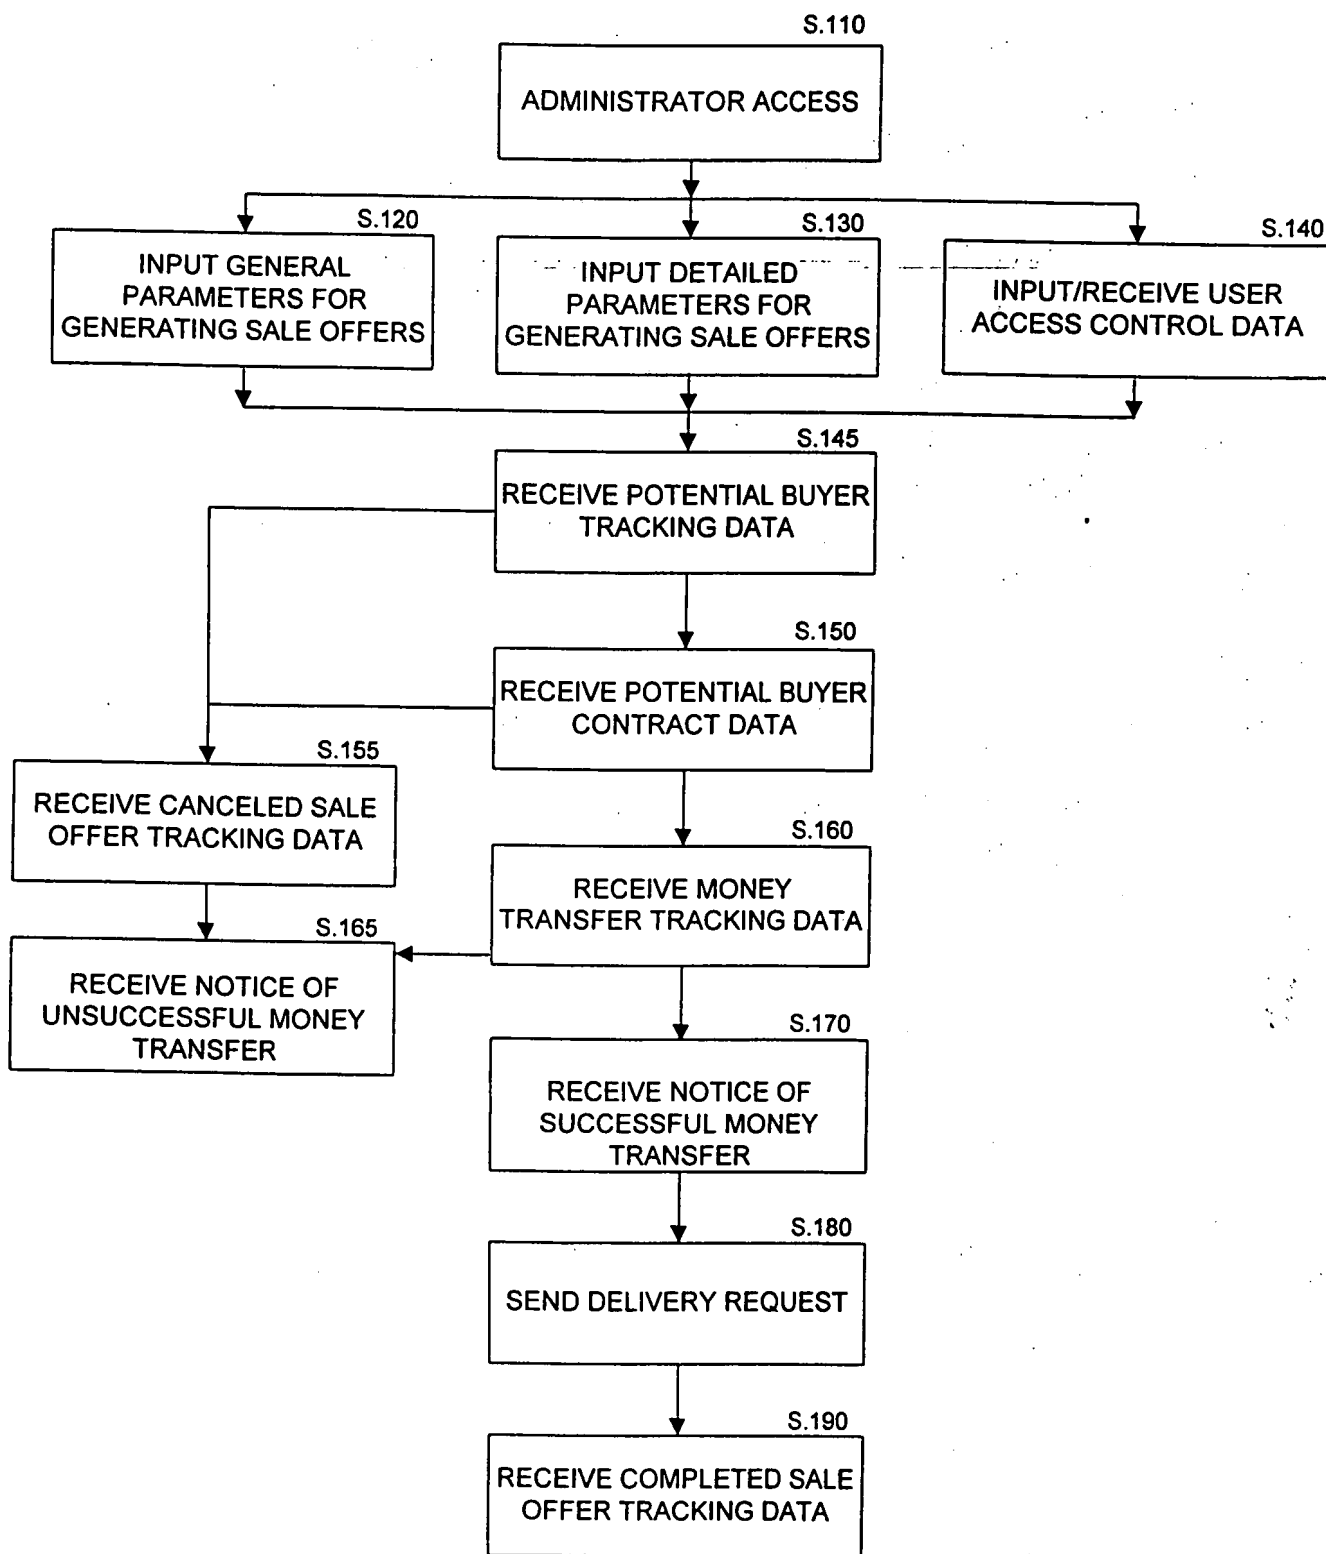 S.110
ADMINISTRATOR ACCESS
S.120
INPUT GENERAL
PARAMETERS FOR
GENERATING SALE OFFERS
S.130
INPUT DETAILED
PARAMETERS FOR
GENERATING SALE OFFERS
S.140
INPUT/RECEIVE USER
ACCESS CONTROL DATA
S.145
RECEIVE POTENTIAL BUYER
TRACKING DATA
S.150
RECEIVE POTENTIAL BUYER
CONTRACT DATA
S.155
RECEIVE CANCELED SALE
OFFER TRACKING DATA
S.160
RECEIVE MONEY
TRANSFER TRACKING DATA
S.165
RECEIVE NOTICE OF
UNSUCCESSFUL MONEY
TRANSFER
S.170
RECEIVE NOTICE OF
SUCCESSFUL MONEY
TRANSFER
S.180
SEND DELIVERY REQUEST
S.190
RECEIVE COMPLETED SALE
OFFER TRACKING DATA